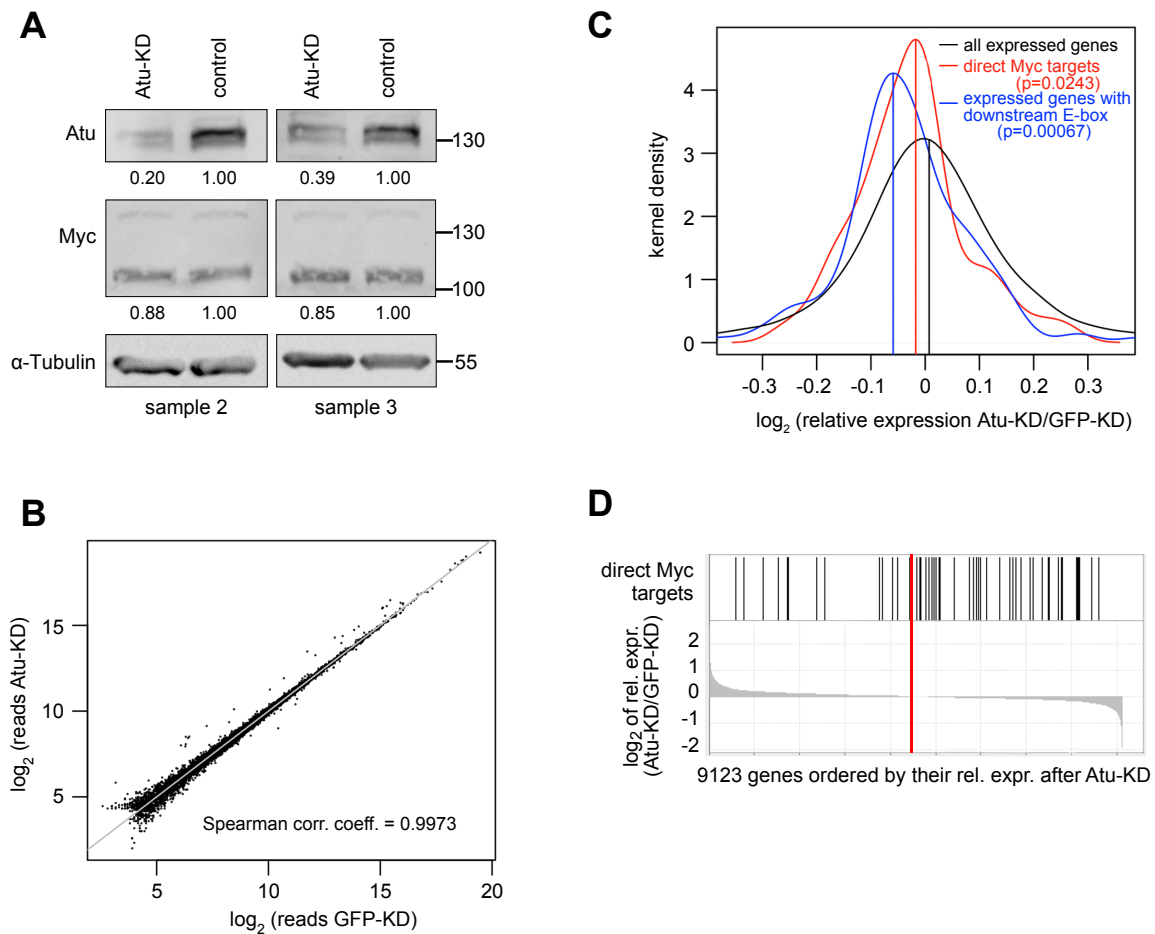 A
Atu-KD
control
Atu-KD
control
Atu
130
0.20 1.00 0.39 1.00
Myc
130
100
0.88 1.00 0.85 1.00
α-Tubulin
55
sample 2 sample 3
B
log2 (reads Atu-KD)
15
10
5
Spearman corr. coeff. = 0.9973
5 10 15 20
log2 (reads GFP-KD)
C
kernel density
4
3
2
1
0
all expressed genes
direct Myc targets
(p=0.0243)
expressed genes with
downstream E-box
(p=0.00067)
-0.3 -0.2 -0.1 0 0.1 0.2 0.3
log2 (relative expression Atu-KD/GFP-KD)
D
direct Myc
targets
log2 of rel. expr.
(Atu-KD/GFP-KD)
2
1
0
-1
-2
9123 genes ordered by their rel. expr. after Atu-KD